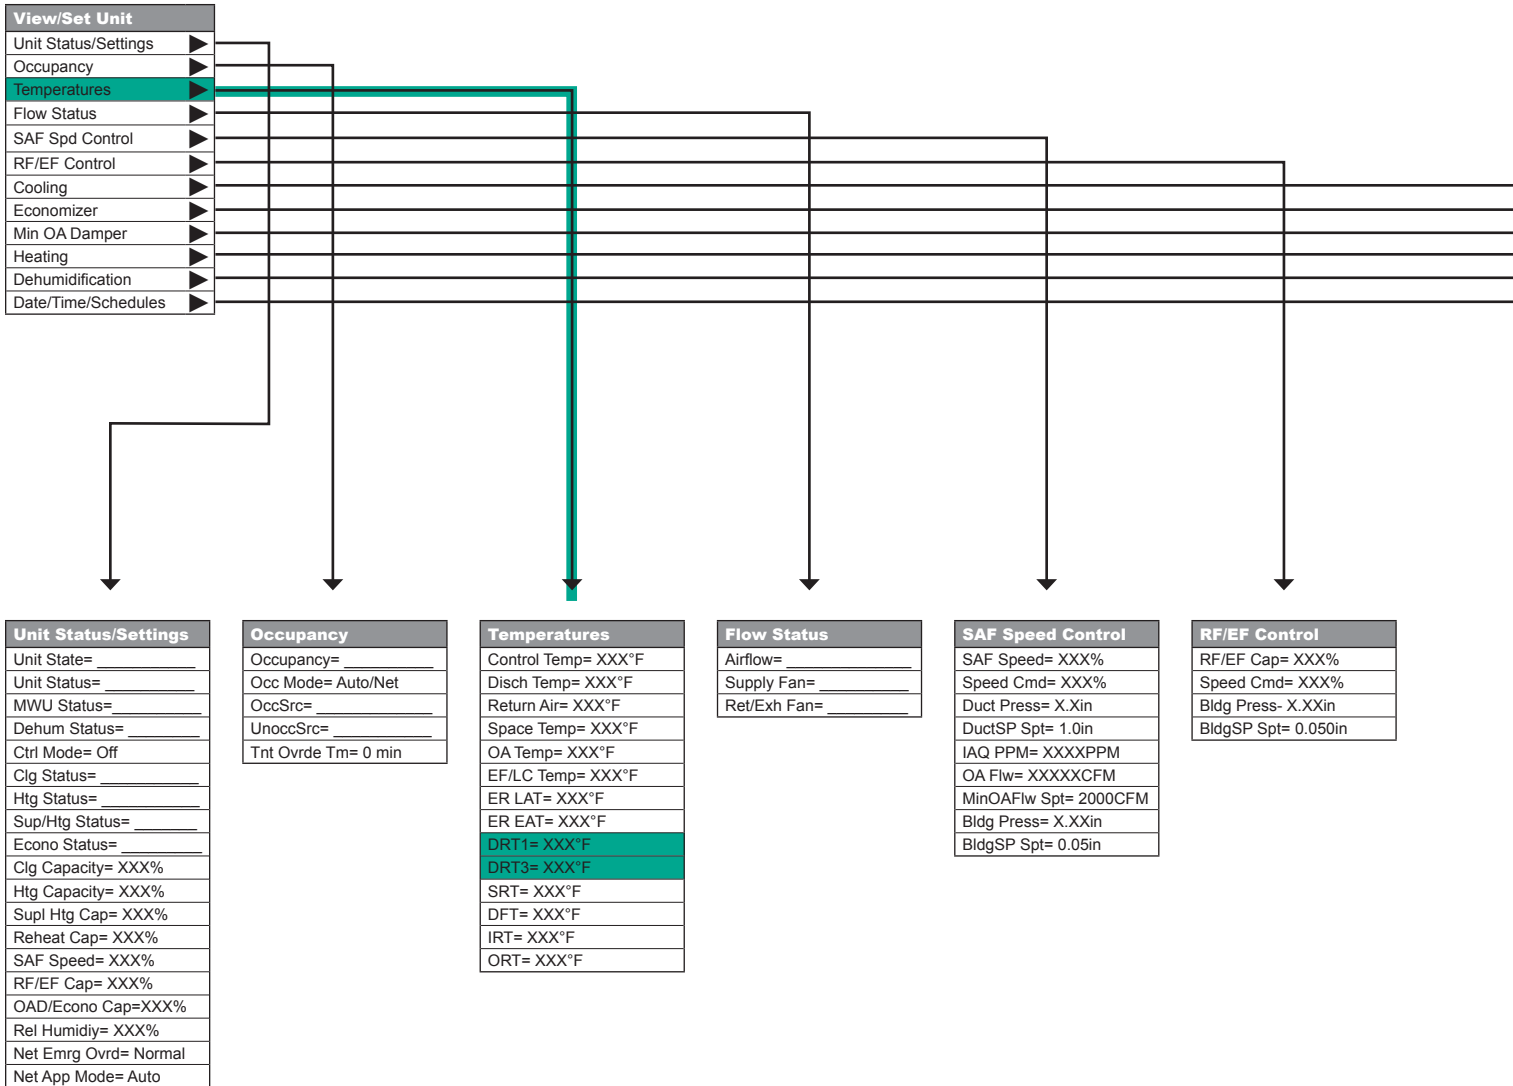 View/Set Unit
Unit Status/Settings
Occupancy
Temperatures
Flow Status
SAF Spd Control
RF/EF Control
Cooling
Economizer
Min OA Damper
Heating
Dehumidification
Date/Time/Schedules
Unit Status/Settings
Unit State= __________
Unit Status= _________
MWU Status=_________
Dehum Status= _______
Ctrl Mode= Off
Clg Status= __________
Htg Status= __________
Sup/Htg Status= ______
Econo Status= ________
Clg Capacity= XXX%
Htg Capacity= XXX%
Supl Htg Cap= XXX%
Reheat Cap= XXX%
SAF Speed= XXX%
RF/EF Cap= XXX%
OAD/Econo Cap=XXX%
Rel Humidiy= XXX%
Net Emrg Ovrd= Normal
Net App Mode= Auto
Occupancy
Occupancy= _________
Occ Mode= Auto/Net
OccSrc= ____________
UnoccSrc= __________
Tnt Ovrde Tm= 0 min
Temperatures
Control Temp= XXX°F
Disch Temp= XXX°F
Return Air= XXX°F
Space Temp= XXX°F
OA Temp= XXX°F
EF/LC Temp= XXX°F
ER LAT= XXX°F
ER EAT= XXX°F
DRT1= XXX°F
DRT3= XXX°F
SRT= XXX°F
DFT= XXX°F
IRT= XXX°F
ORT= XXX°F
Flow Status
Airflow= _____________
Supply Fan= _________
Ret/Exh Fan= ________
SAF Speed Control
SAF Speed= XXX%
Speed Cmd= XXX%
Duct Press= X.Xin
DuctSP Spt= 1.0in
IAQ PPM= XXXXPPM
OA Flw= XXXXXCFM
MinOAFlw Spt= 2000CFM
Bldg Press= X.XXin
BldgSP Spt= 0.05in
RF/EF Control
RF/EF Cap= XXX%
Speed Cmd= XXX%
Bldg Press- X.XXin
BldgSP Spt= 0.050in